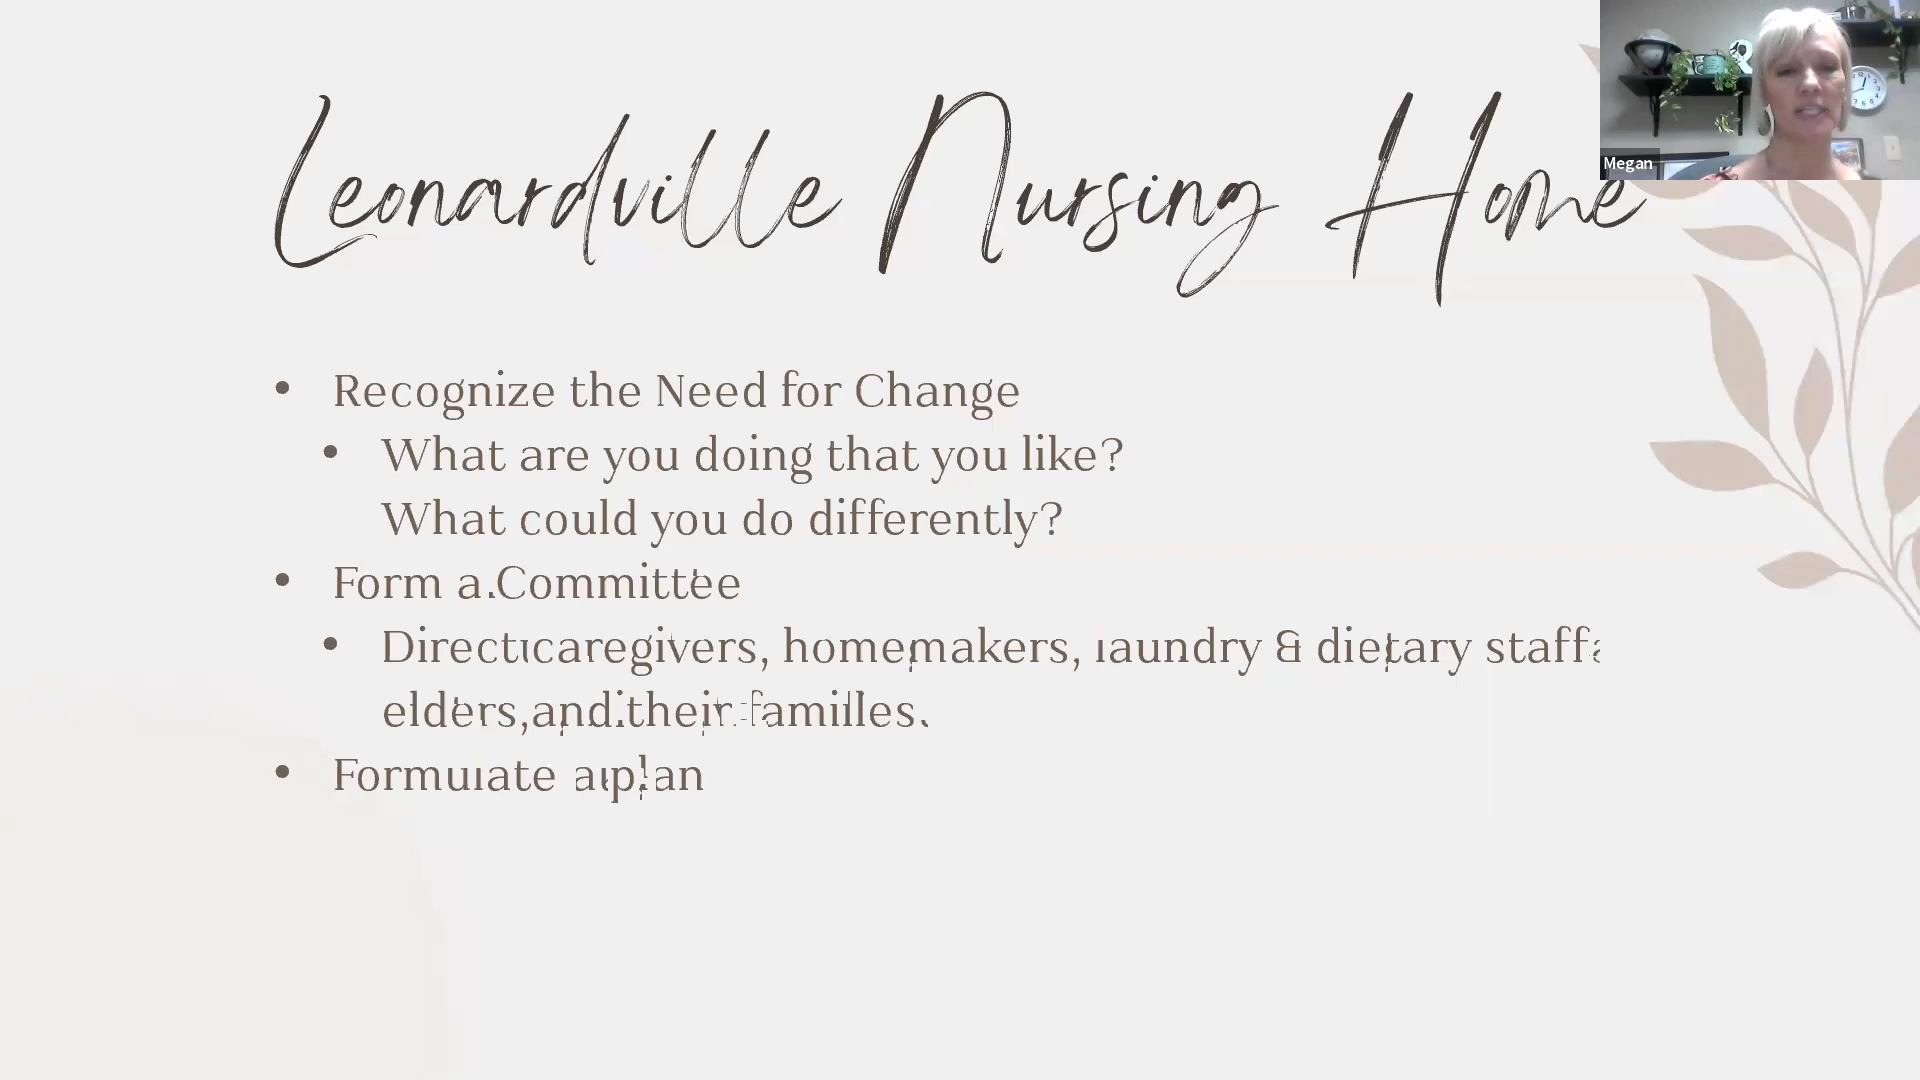 Leonardville Nursing Home
Megan
• Recognize the Need for Change
• What are you doing that you like?
What could you do differently?
• Form a Committee
• Direct caregivers, homemakers, laundry & dietary staff,
elders, and their families.
• Formulate a plan